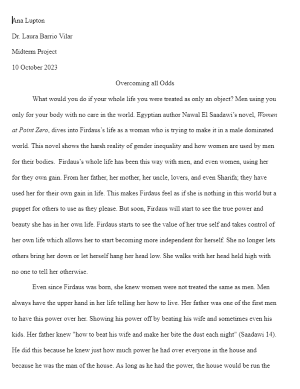 Ana Lupton
Dr. Laura Barrio Vilar
Midterm Project
10 October 2023
Overcoming all Odds
What would you do if your whole life you were treated as only an object? Men using you
only for your body with no care in the world. Egyptian author Nawal El Saadawi's novel, Women
at Point Zero, dives into Firdaus's life as a woman who is trying to make it in a male dominated
world. This novel shows the harsh reality of gender inequality and how women are used by men
for their bodies. Firdaus's whole life has been this way with men, and even women, using her
for their own gain. From her father, her mother, her uncle, lovers, and even Sharifa; they have
used her for their own gain in life. This makes Firdaus feel as if she is nothing in this world but a
puppet for others to use as they please. But soon, Firdaus will start to see the true power and
beauty she has in her own life. Firdaus starts to see the value of her true self and takes control of
her own life which allows her to start becoming more independent for herself. She no longer lets
others bring her down or let herself hang her head low. She walks with her head held high with
no one to tell her otherwise.
Even since Firdaus was born, she knew women were not treated the same as men. Men
always have the upper hand in her life telling her how to live. Her father was one of the first men
to have this power over her. Showing his power off by beating his wife and sometimes even his
kids. Her father knew "how to beat his wife and make her bite the dust each night" (Saadawi 14).
He did this because he knew just how much power he had over everyone in the house and
because he was the man of the house. As long as he had the power, the house would be run the